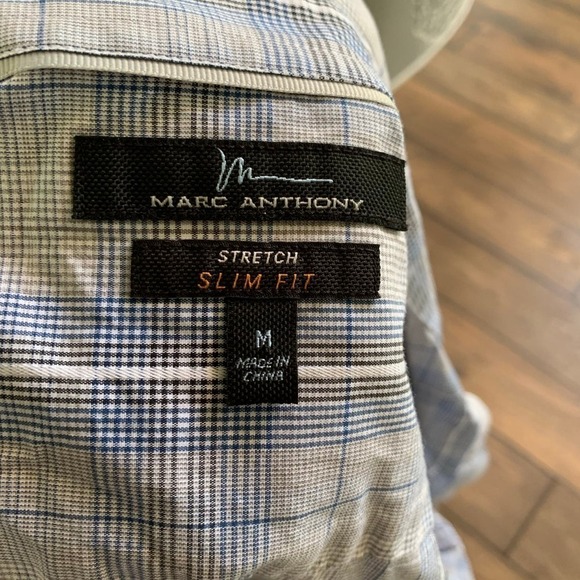 MARC ANTHONY
STRETCH
SLIM FIT
M
MADE IN
CHINA